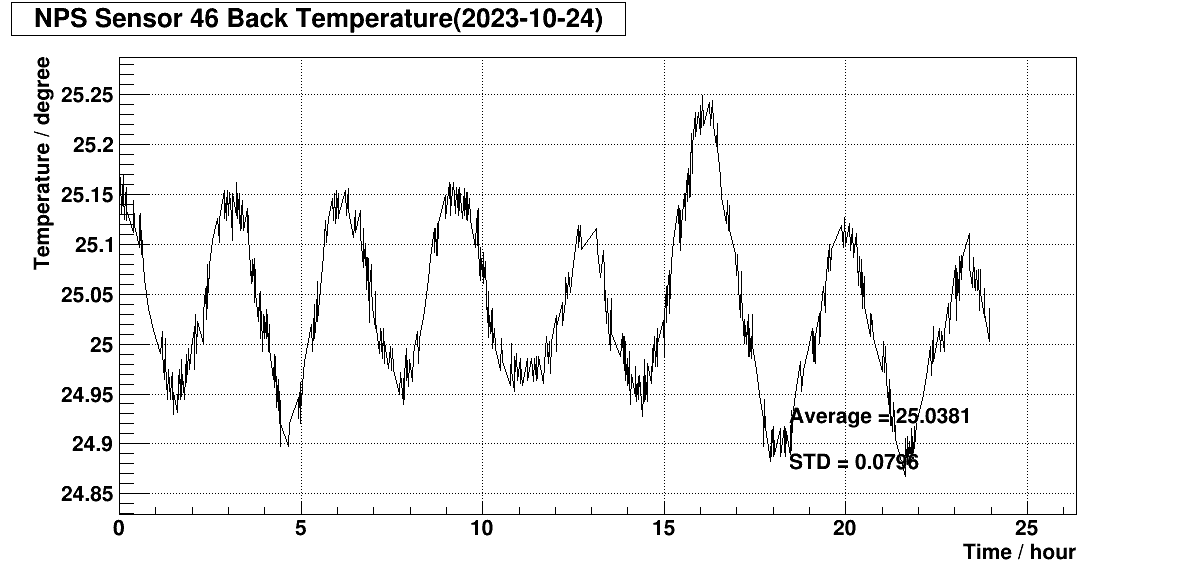 NPS Sensor 46 Back Temperature(2023-10-24)
Temperature / degree
25.25
25.2
25.15
25.1
25.05
25
24.95
24.9
24.85
Average = 25.0381
STD = 0.0796
0 5 10 15 20 25
Time / hour